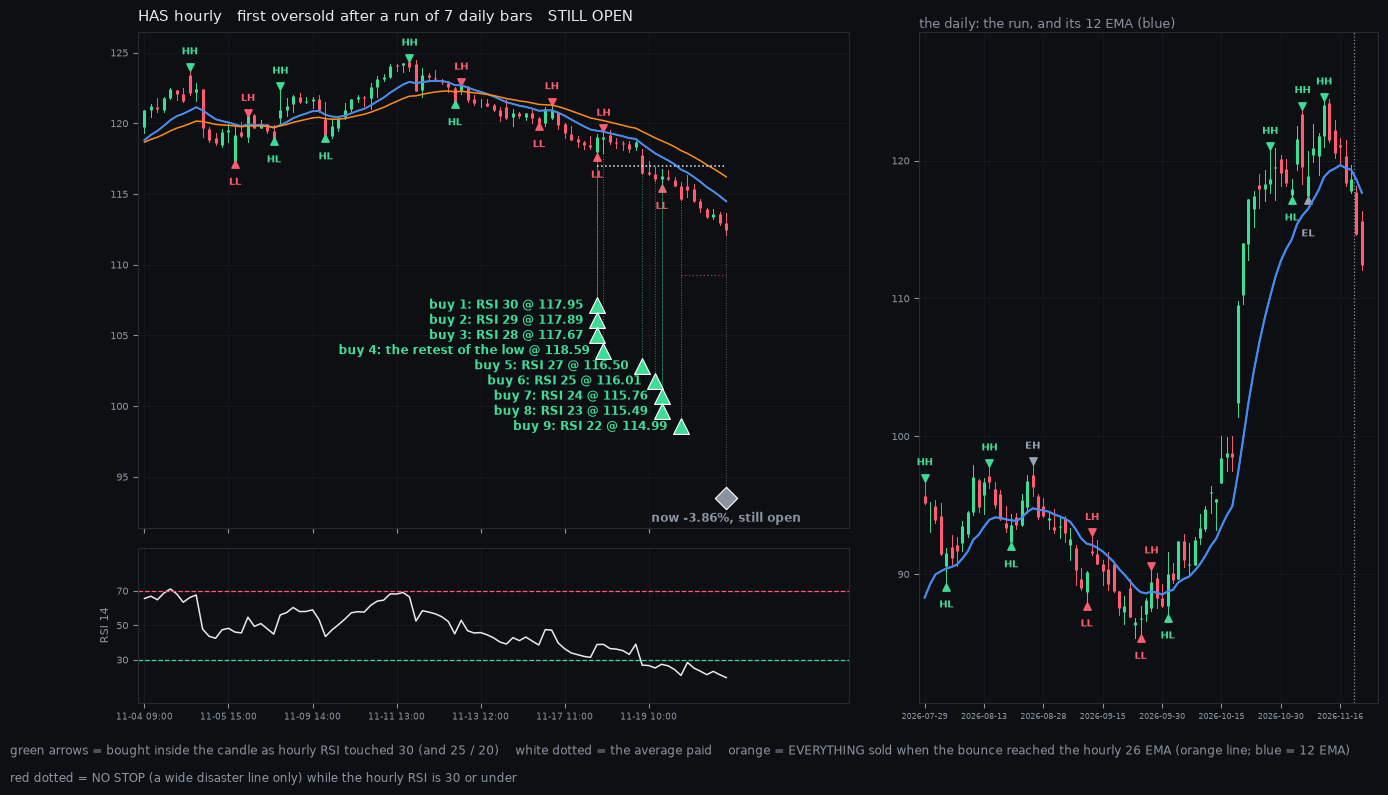 HAS hourly   first oversold after a run of 7 daily bars   STILL OPEN
125
120
115
110
105
100
95
HH
HH
HH
LH
LH
LH
LH
LL
HL
HL
HL
LL
LL
LL
buy 1: RSI 30 @ 117.95
buy 2: RSI 29 @ 117.89
buy 3: RSI 28 @ 117.67
buy 4: the retest of the low @ 118.59
buy 5: RSI 27 @ 116.50
buy 6: RSI 25 @ 116.01
buy 7: RSI 24 @ 115.76
buy 8: RSI 23 @ 115.49
buy 9: RSI 22 @ 114.99
now -3.86%, still open
RSI 14
70
50
30
11-04 09:00
11-05 15:00
11-09 14:00
11-11 13:00
11-13 12:00
11-17 11:00
11-19 10:00
the daily: the run, and its 12 EMA (blue)
120
110
100
90
HH
HH
HH
HL
EL
HH
HH
EH
HL
HL
LH
LH
LL
LL
HL
2026-07-29
2026-08-13
2026-08-28
2026-09-15
2026-09-30
2026-10-15
2026-10-30
2026-11-16
green arrows = bought inside the candle as hourly RSI touched 30 (and 25 / 20)   white dotted = the average paid   orange = EVERYTHING sold when the bounce reached the hourly 26 EMA (orange line; blue = 12 EMA)
red dotted = NO STOP (a wide disaster line only) while the hourly RSI is 30 or under